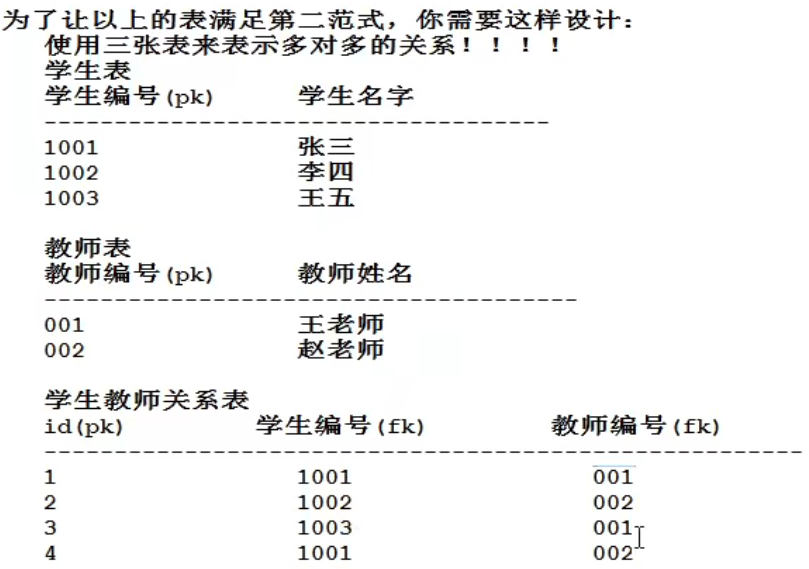 为了让以上的表满足第二范式，你需要这样设计：
使用三张表来表示多对多的关系！！！！
学生表
学生编号(pk) 学生名字
------------------------------------
1001 张三
1002 李四
1003 王五
教师表
教师编号(pk) 教师姓名
--------------------------------------
001 王老师
002 赵老师
学生教师关系表
id(pk) 学生编号(fk) 教师编号(fk)
------------------------------------------------------
1 1001 001
2 1002 002
3 1003 001
4 1001 002